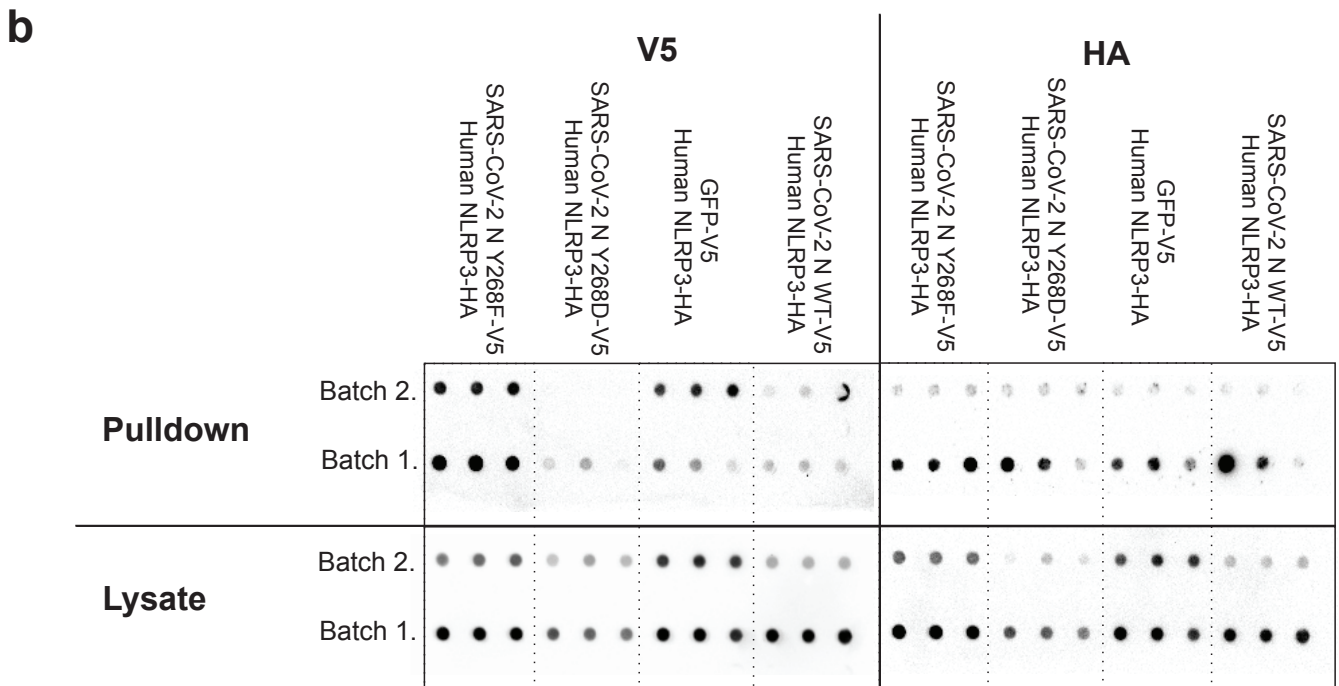 b
V5
HA
SARS-CoV-2 N Y268F-V5
Human NLRP3-HA
SARS-CoV-2 N Y268D-V5
Human NLRP3-HA
GFP-V5
Human NLRP3-HA
SARS-CoV-2 N WT-V5
Human NLRP3-HA
SARS-CoV-2 N Y268F-V5
Human NLRP3-HA
SARS-CoV-2 N Y268D-V5
Human NLRP3-HA
GFP-V5
Human NLRP3-HA
SARS-CoV-2 N WT-V5
Human NLRP3-HA
Pulldown
Batch 2.
Batch 1.
Lysate
Batch 2.
Batch 1.